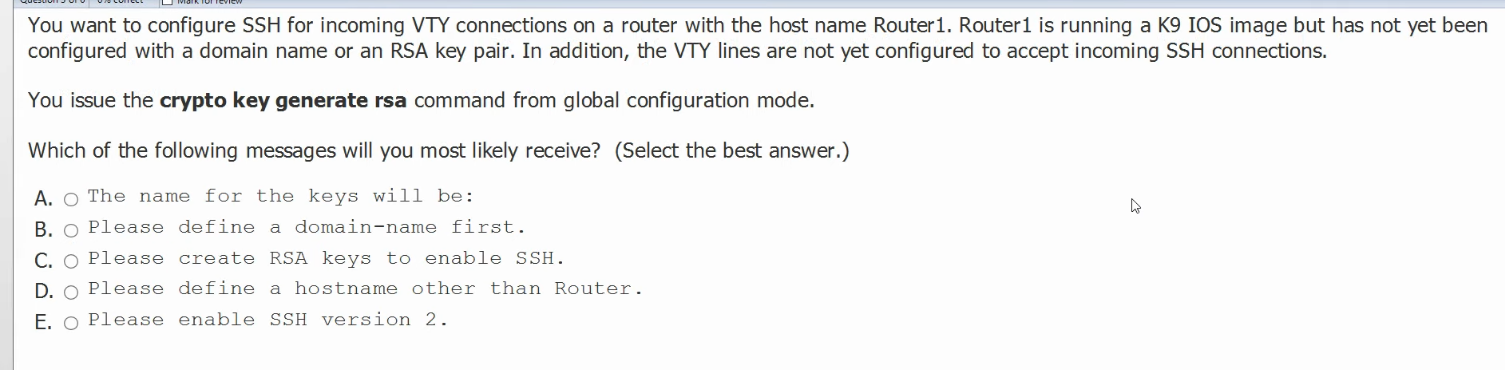 Mark for review
You want to configure SSH for incoming VTY connections on a router with the host name Router1. Router1 is running a K9 IOS image but has not yet been
configured with a domain name or an RSA key pair. In addition, the VTY lines are not yet configured to accept incoming SSH connections.
You issue the crypto key generate rsa command from global configuration mode.
Which of the following messages will you most likely receive? (Select the best answer.)
A. The name for the keys will be:
B. Please define a domain-name first.
C. Please create RSA keys to enable SSH.
D. Please define a hostname other than Router.
E. Please enable SSH version 2.